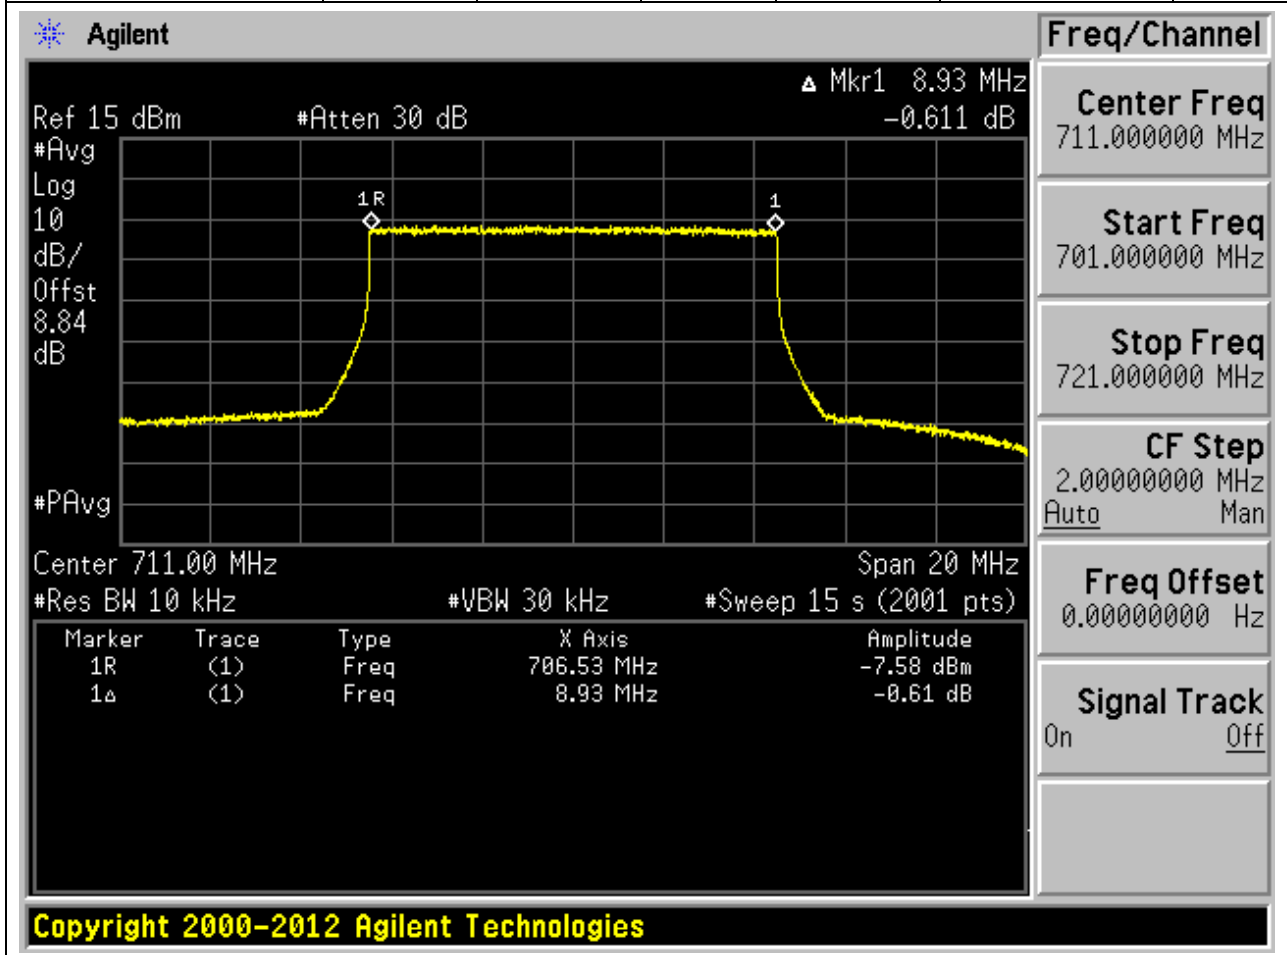 Agilent
Freq/Channel
Δ Mkr1 8.93 MHz
Ref 15 dBm #Atten 30 dB -0.611 dB
#Avg
Log
10
dB/
Offst
8.84
dB
1R
1
#PAvg
Center 711.00 MHz Span 20 MHz
#Res BW 10 kHz #VBW 30 kHz #Sweep 15 s (2001 pts)
Marker Trace Type X Axis Amplitude
1R (1) Freq 706.53 MHz -7.58 dBm
1Δ (1) Freq 8.93 MHz -0.61 dB
Center Freq
711.000000 MHz
Start Freq
701.000000 MHz
Stop Freq
721.000000 MHz
CF Step
2.00000000 MHz
Auto Man
Freq Offset
0.00000000 Hz
Signal Track
On Off
Copyright 2000-2012 Agilent Technologies